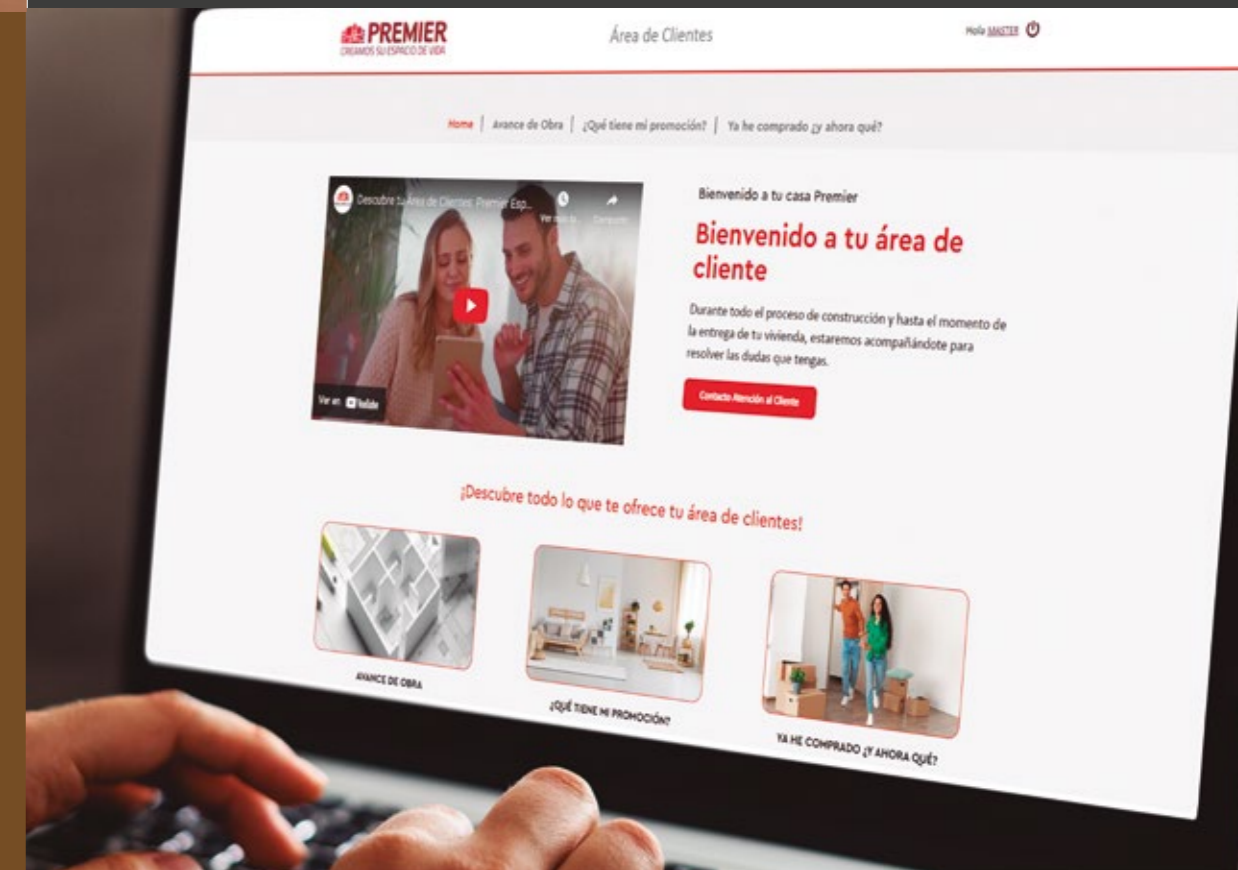 PREMIER
CREAMOS SU ESPACIO DE VIDA
Área de Clientes
Hola MASTER
Home | Avance de Obra | ¿Qué tiene mi promoción? | Ya he comprado ¿y ahora qué?
Descubre tu Área de Clientes: Premier Esp...
Ver en YouTube
Bienvenido a tu casa Premier
Bienvenido a tu área de
cliente
Durante todo el proceso de construcción y hasta el momento de
la entrega de tu vivienda, estaremos acompañándote para
resolver las dudas que tengas.
Contacto Atención al Cliente
¡Descubre todo lo que te ofrece tu área de clientes!
AVANCE DE OBRA
¿QUÉ TIENE MI PROMOCIÓN?
YA HE COMPRADO ¿Y AHORA QUÉ?